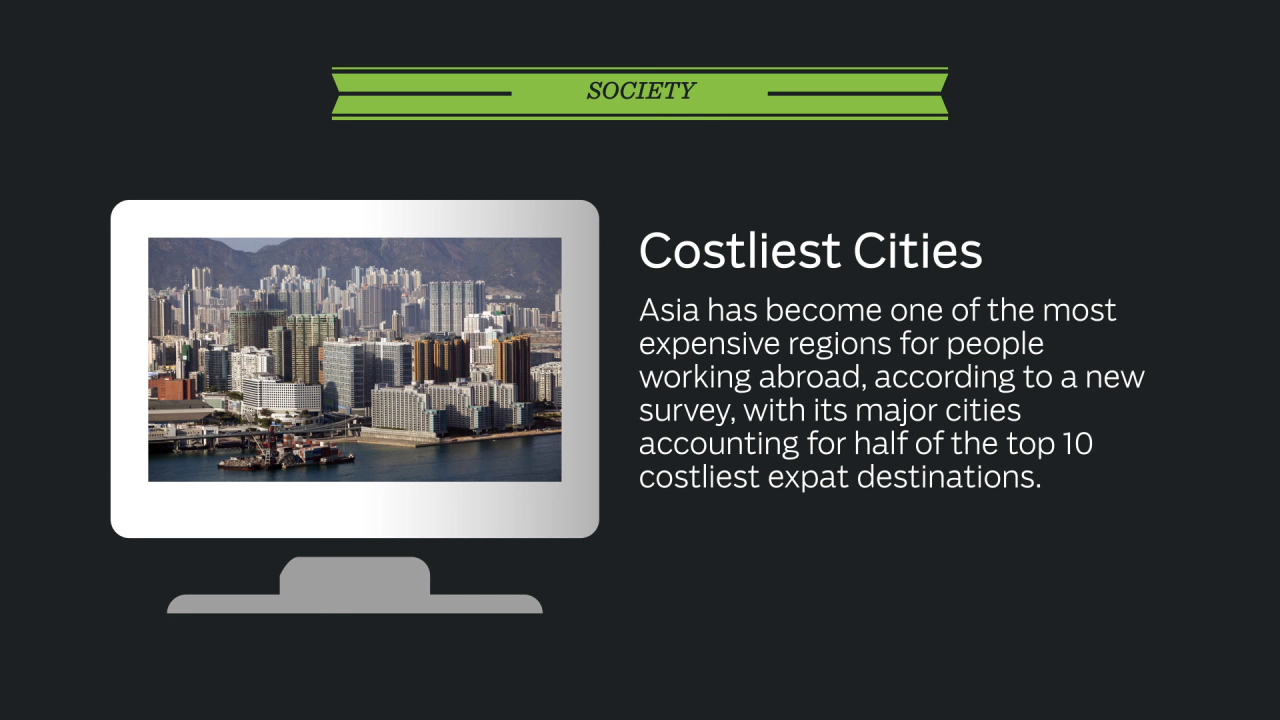 SOCIETY
Costliest Cities
Asia has become one of the most
expensive regions for people
working abroad, according to a new
survey, with its major cities
accounting for half of the top 10
costliest expat destinations.